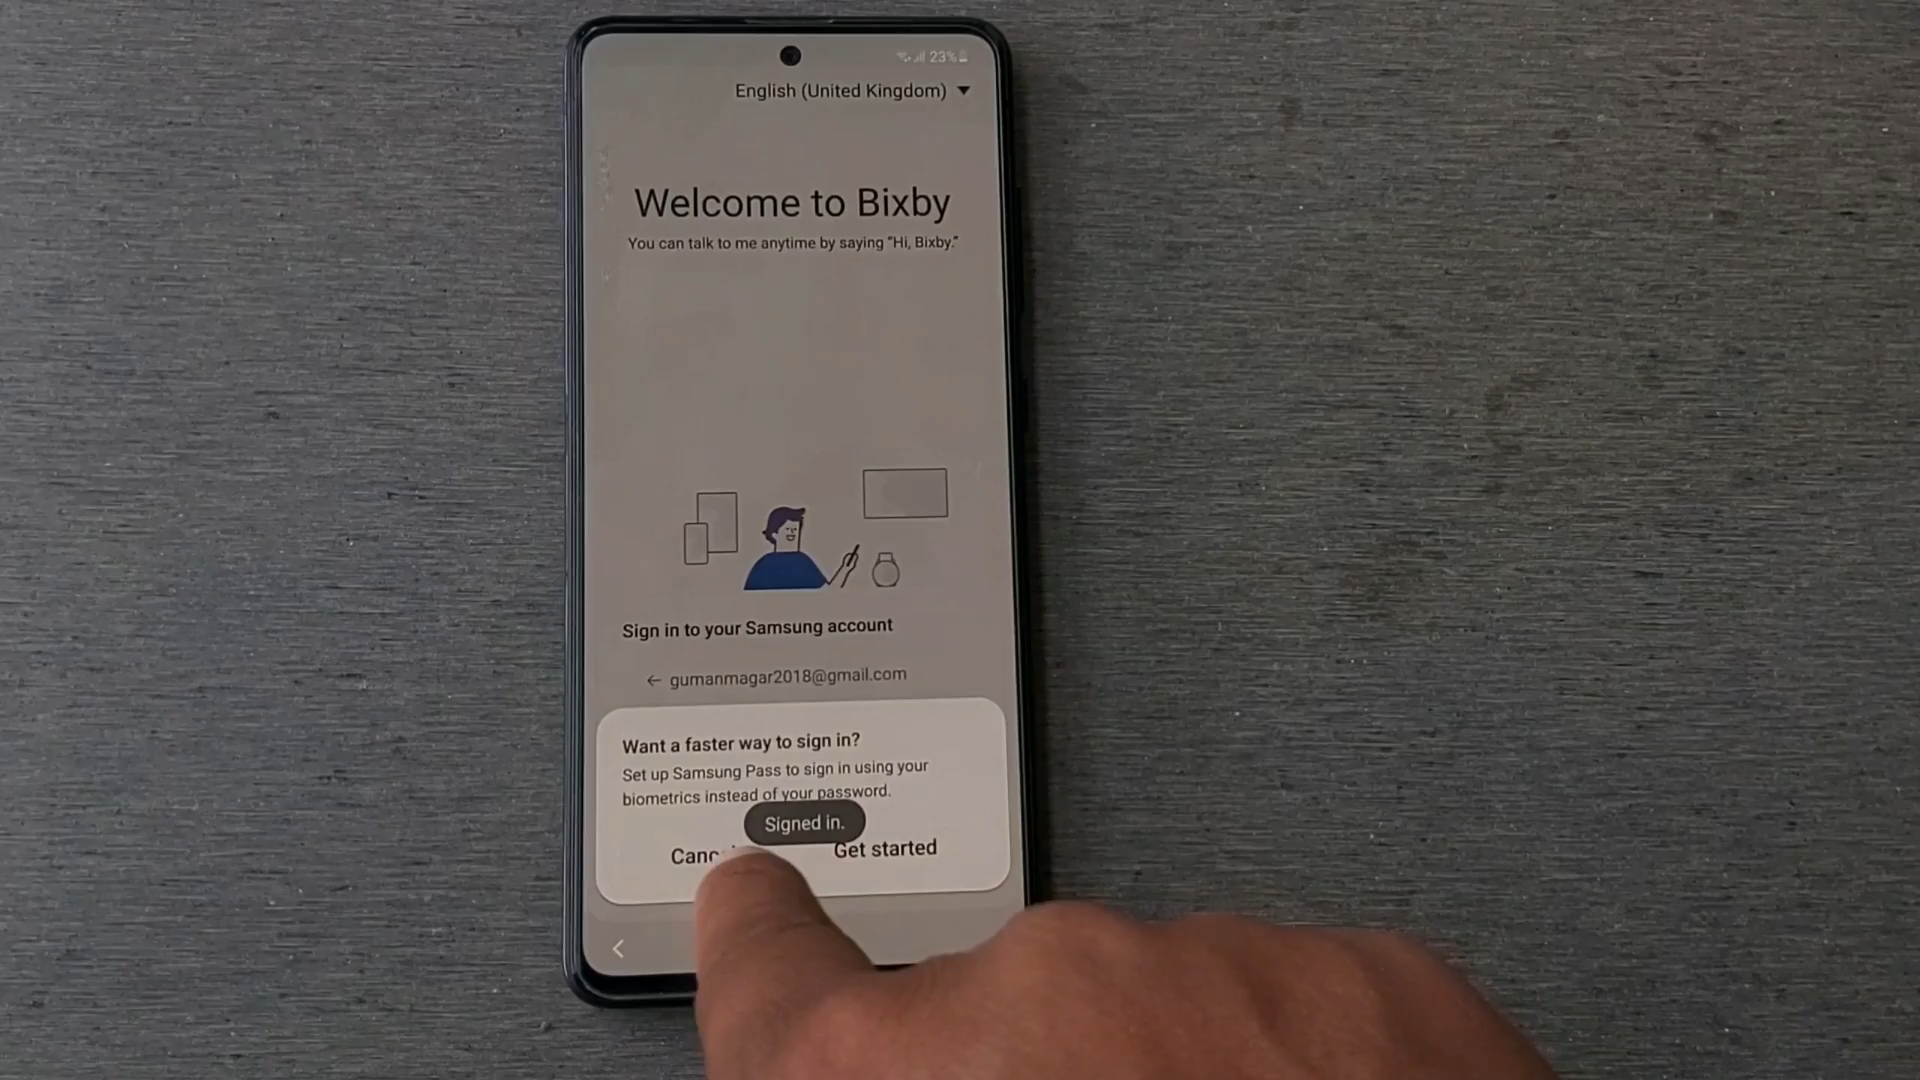 23%
English (United Kingdom)
Welcome to Bixby
You can talk to me anytime by saying “Hi, Bixby.”
Sign in to your Samsung account
← gumanmagar2018@gmail.com
Want a faster way to sign in?
Set up Samsung Pass to sign in using your
biometrics instead of your password.
Signed in.
Get started